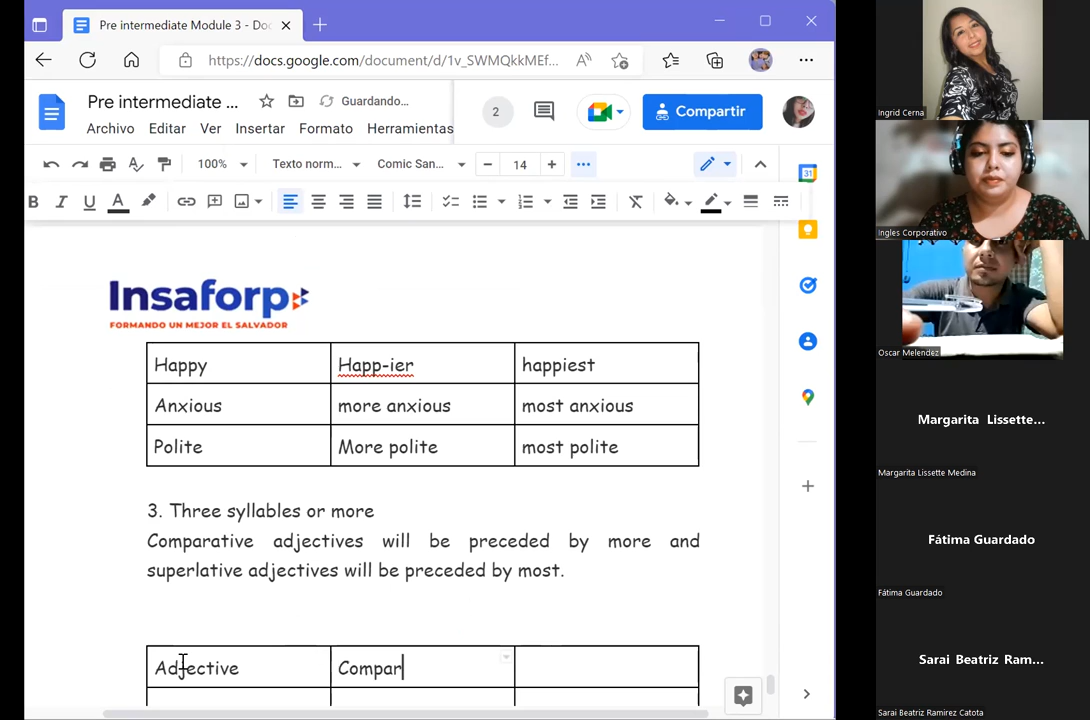 Pre intermediate Module 3 - Doc
https://docs.google.com/document/d/1v_SWMQkkMEf...
Pre intermediate ...
Guardando...
2
Compartir
Archivo Editar Ver Insertar Formato Herramientas
100% Texto norm... Comic San... 14
B I U A
31
Insaforp
FORMANDO UN MEJOR EL SALVADOR
Happy Happ-ier happiest
Anxious more anxious most anxious
Polite More polite most polite
3. Three syllables or more
Comparative adjectives will be preceded by more and
superlative adjectives will be preceded by most.
Adjective Compar
Ingrid Cerna
Ingles Corporativo
Oscar Melendez
Margarita Lissette...
Margarita Lissette Medina
Fátima Guardado
Fátima Guardado
Sarai Beatriz Ram...
Sarai Beatriz Ramirez Catota